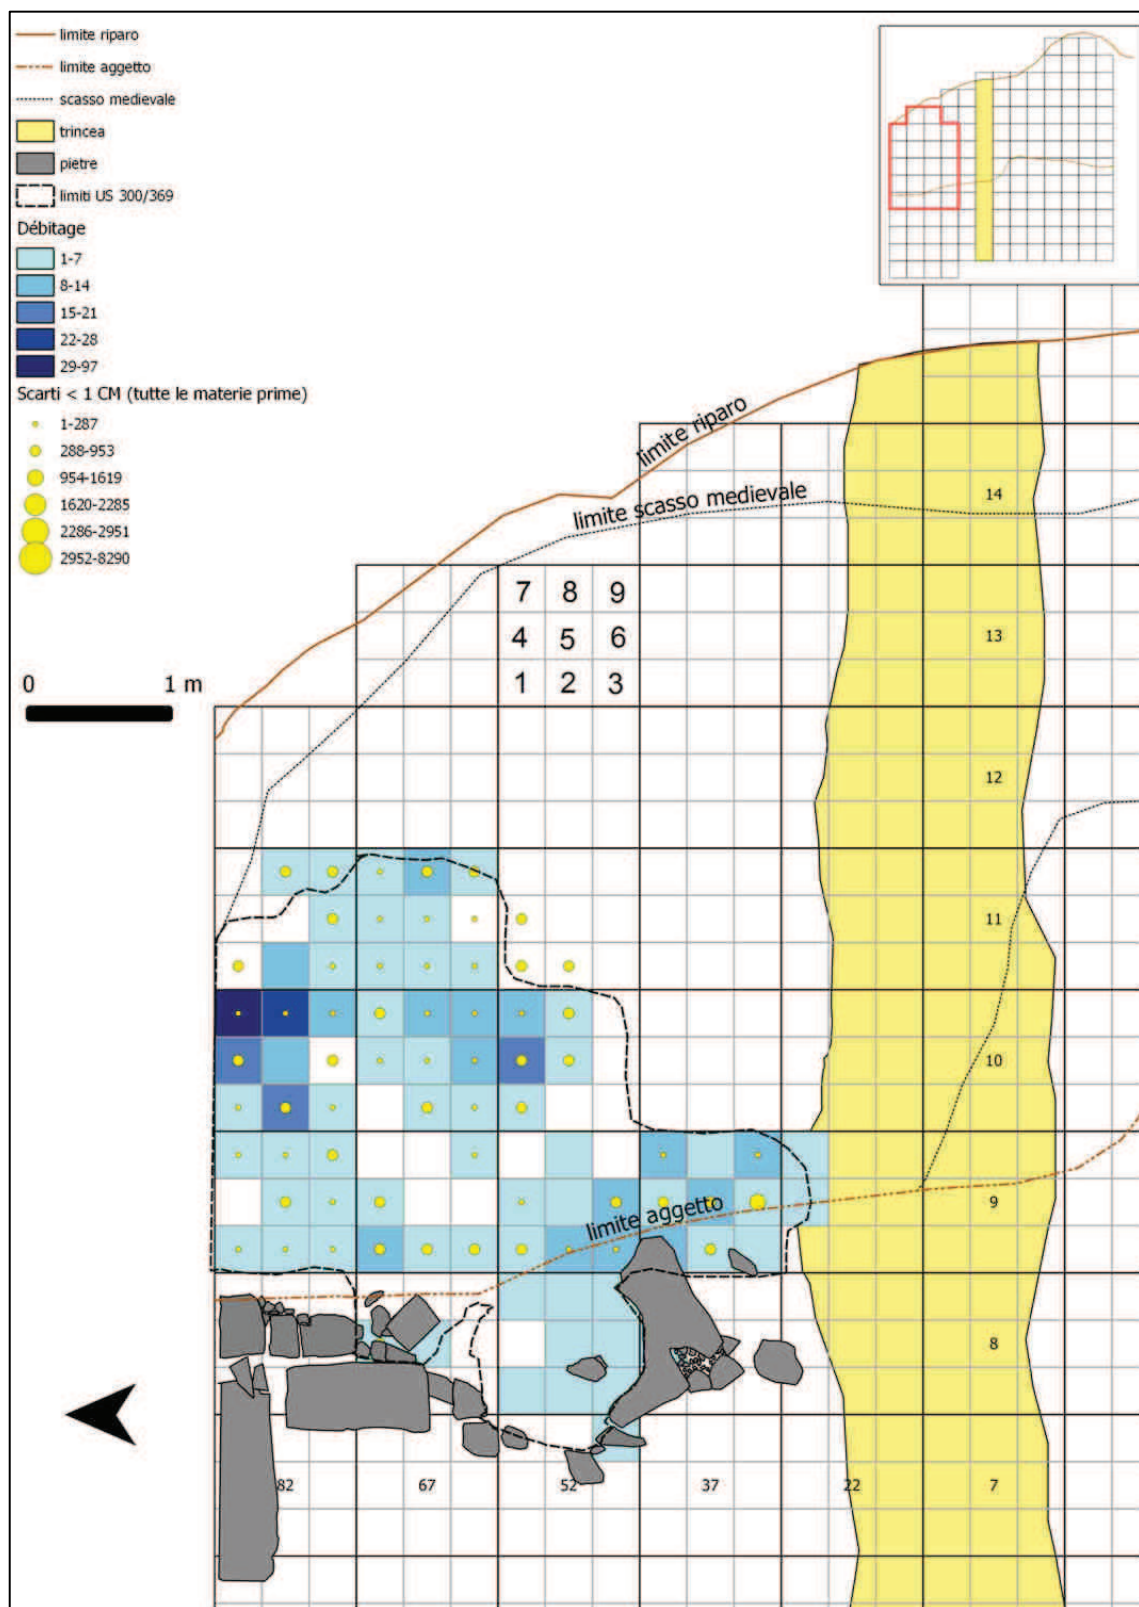 limite riparo
limite aggetto
scasso medievale
trincea
pietre
limiti US 300/369
Débitage
1-7
8-14
15-21
22-28
29-97
Scarti < 1 CM (tutte le materie prime)
1-287
288-953
954-1619
1620-2285
2286-2951
2952-8290
limite riparo
limite scasso medievale
14
7 8 9
4 5 6
1 2 3
13
0 1 m
12
11
10
9
limite aggetto
8
82 67 52 37 22 7